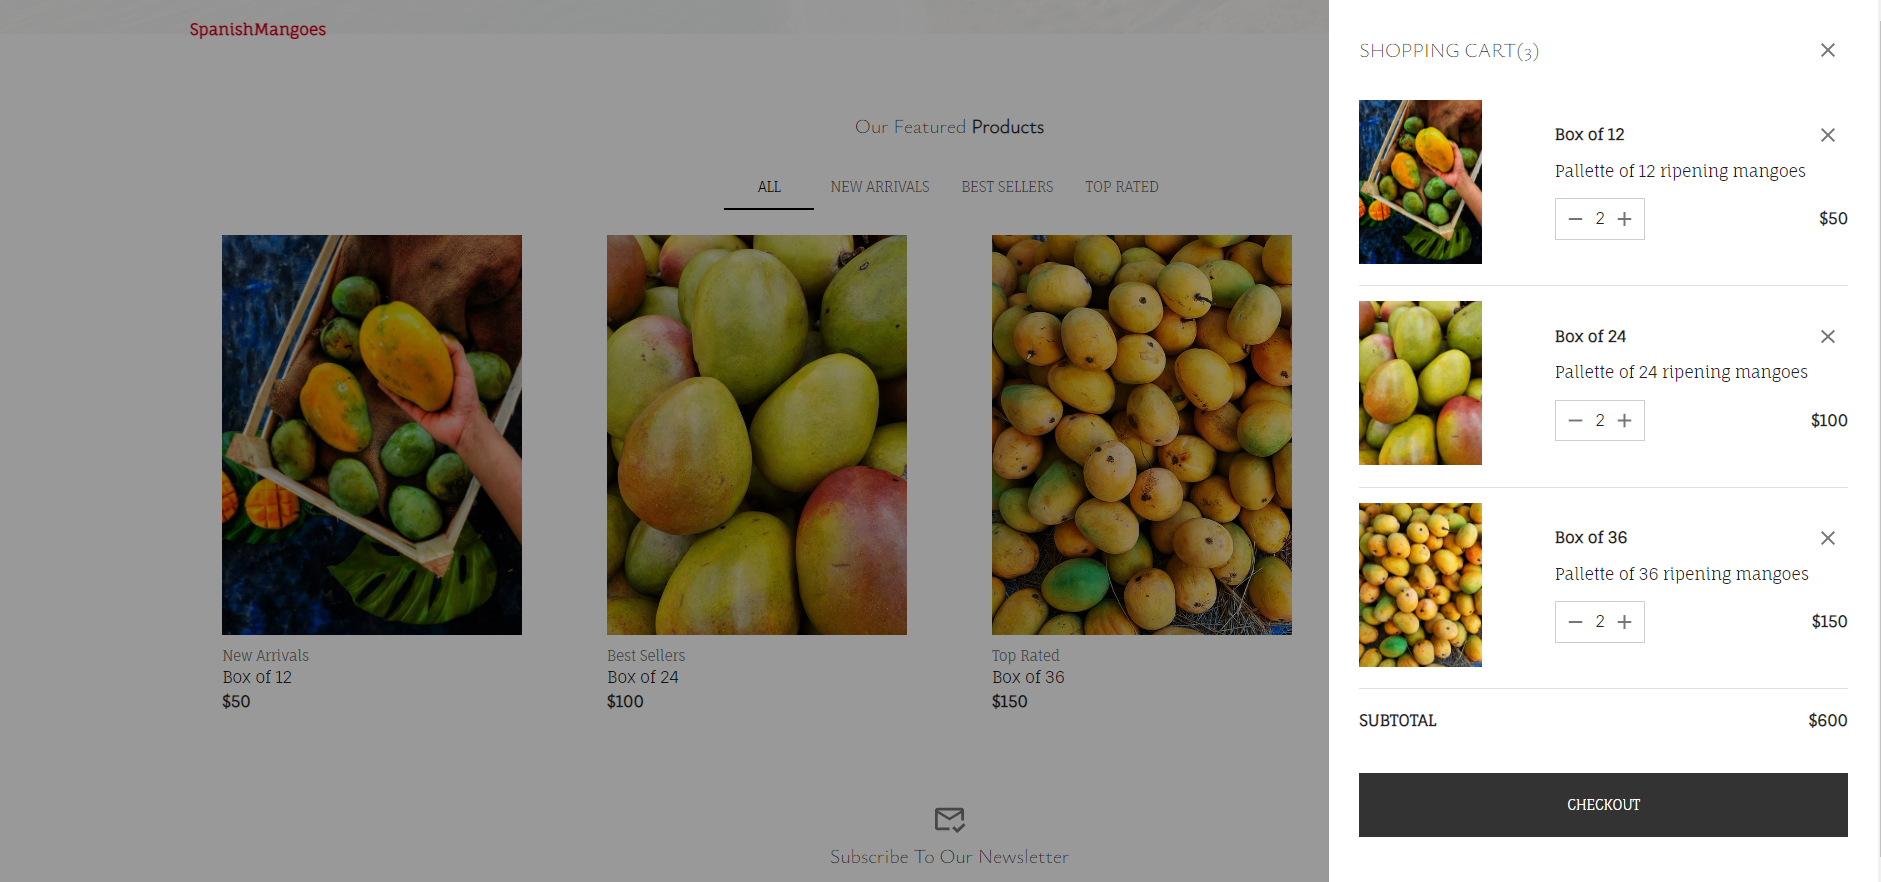 SpanishMangoes
Our Featured Products
ALL NEW ARRIVALS BEST SELLERS TOP RATED
New Arrivals
Box of 12
$50
Best Sellers
Box of 24
$100
Top Rated
Box of 36
$150
Subscribe To Our Newsletter
SHOPPING CART(3)
Box of 12
Pallette of 12 ripening mangoes
2 $50
Box of 24
Pallette of 24 ripening mangoes
2 $100
Box of 36
Pallette of 36 ripening mangoes
2 $150
SUBTOTAL $600
CHECKOUT